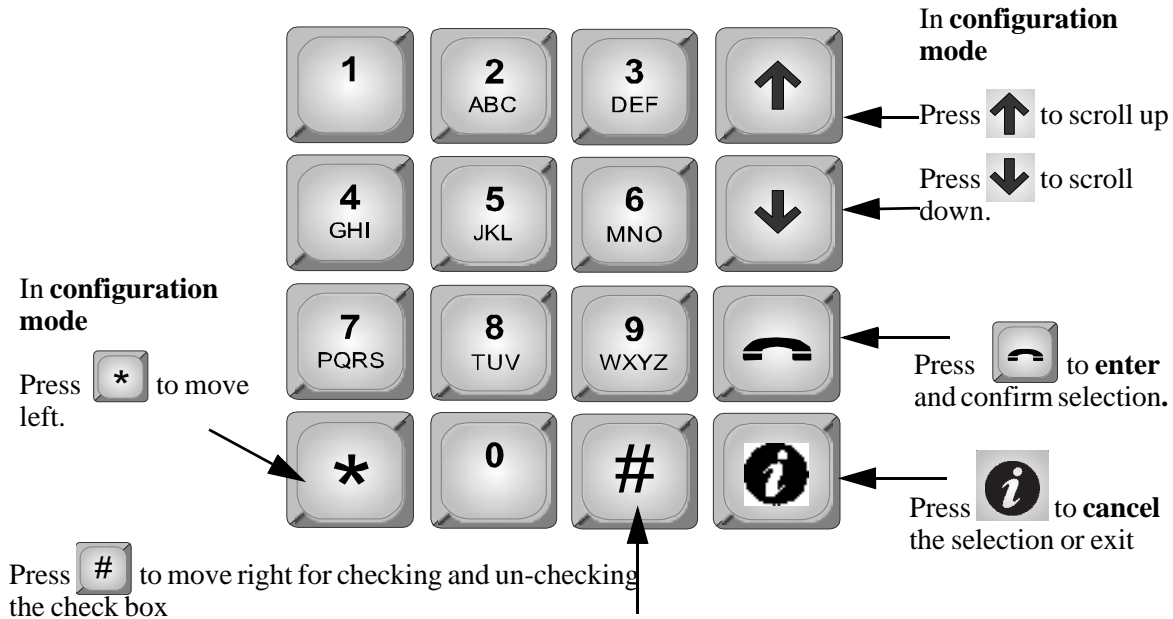 In configuration
mode
Press to scroll up
Press to scroll
down.
1
2
ABC
3
DEF
4
GHI
5
JKL
6
MNO
7
PQRS
8
TUV
9
WXYZ
*
0
#
i
In configuration
mode
Press * to move
left.
Press to enter
and confirm selection.
Press i to cancel
the selection or exit
Press # to move right for checking and un-checking
the check box